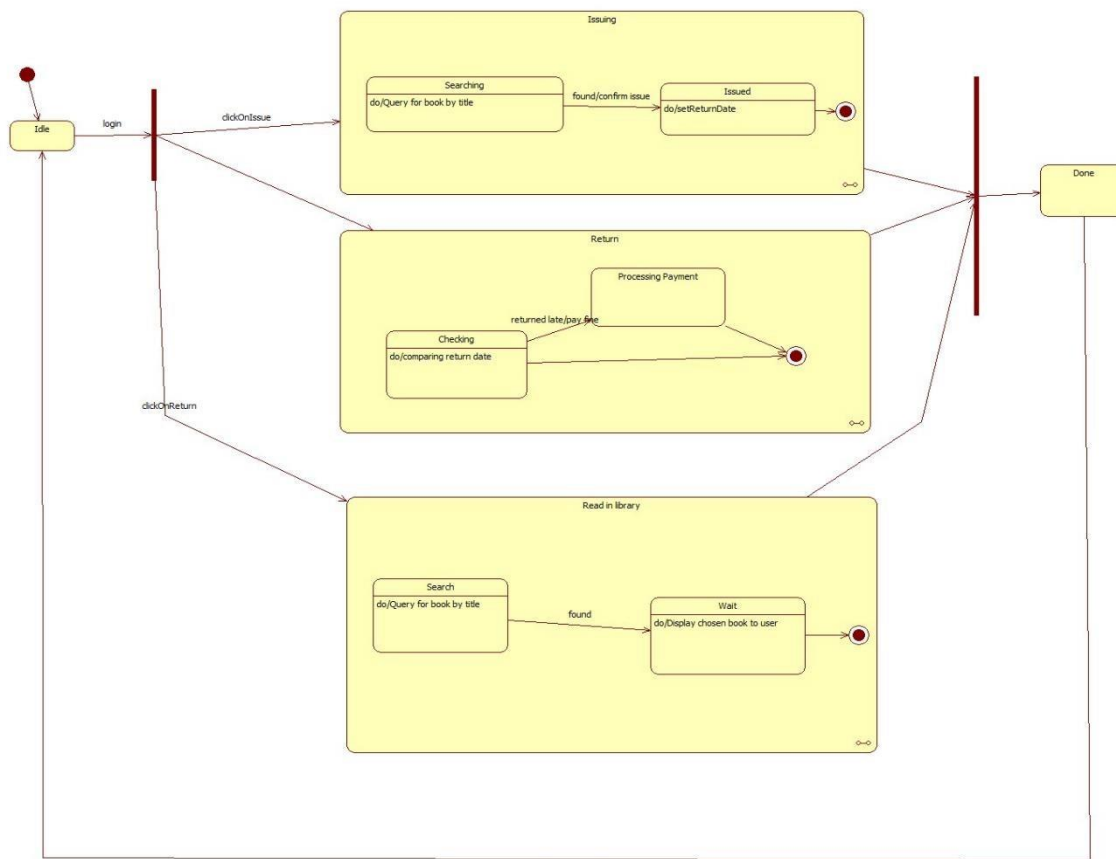 Issuing
Searching
do/Query for book by title
found/confirm issue
Issued
do/setReturnDate
Idle
login
clickOnIssue
Done
Return
Processing Payment
returned late/pay fine
Checking
do/comparing return date
clickOnReturn
Read in library
Search
do/Query for book by title
found
Wait
do/Display chosen book to user